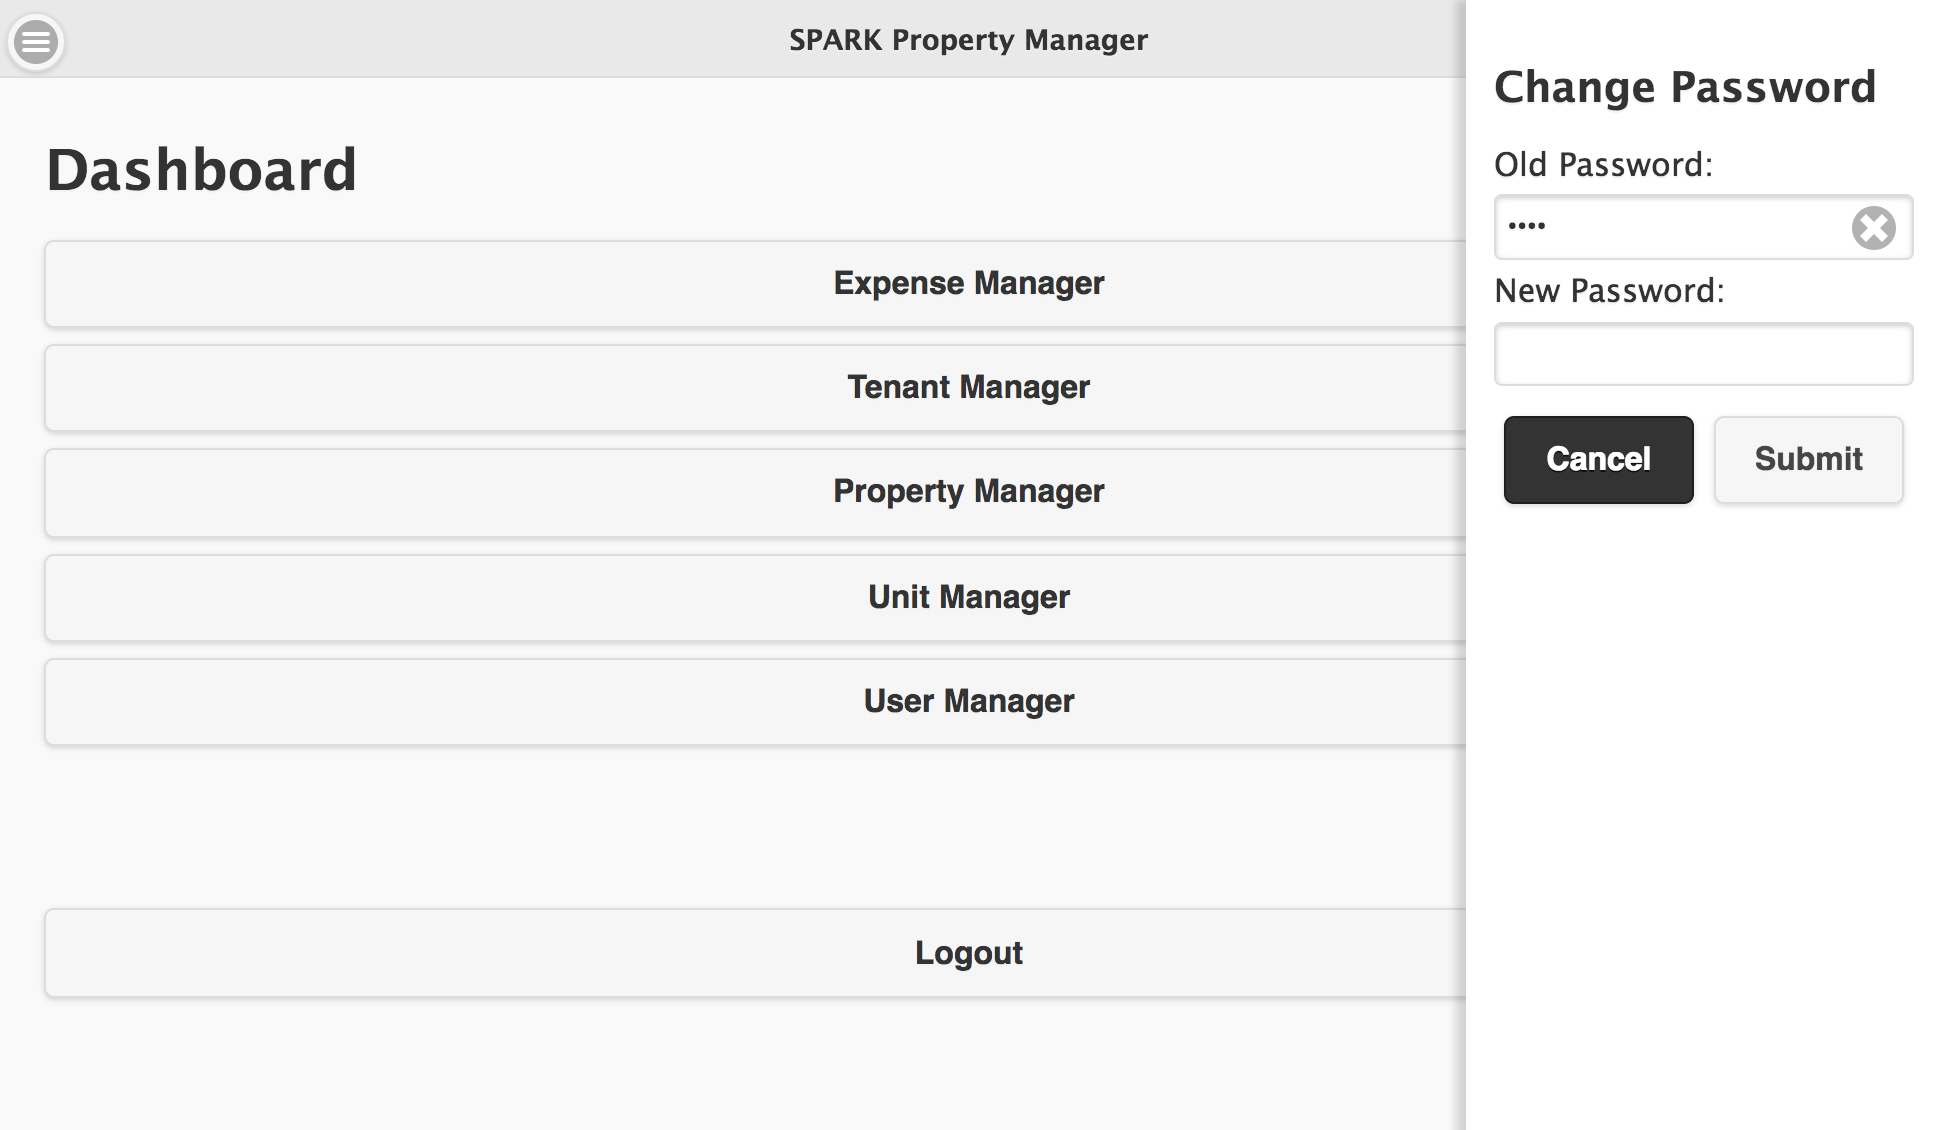 SPARK Property Manager
Dashboard
Expense Manager
Tenant Manager
Property Manager
Unit Manager
User Manager
Logout
Change Password
Old Password:
••••
New Password:
Cancel
Submit